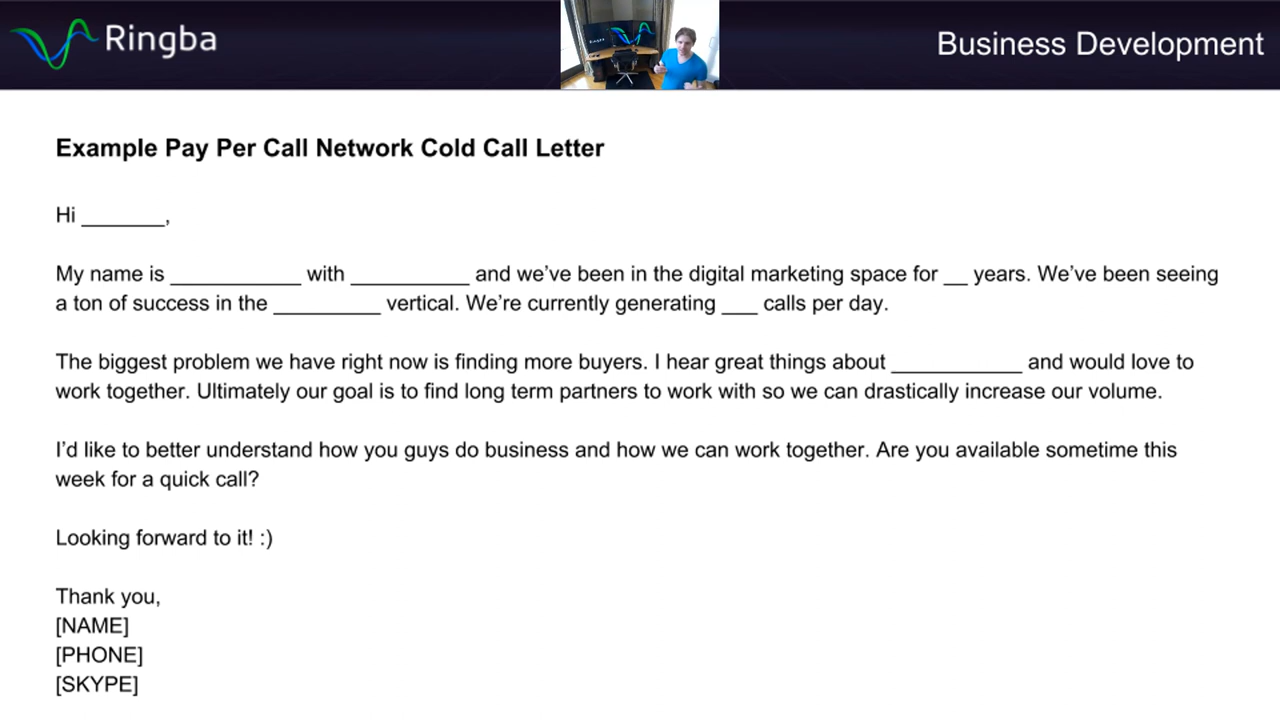 Ringba
Business Development
Example Pay Per Call Network Cold Call Letter
Hi _______,
My name is ___________ with __________ and we’ve been in the digital marketing space for __ years. We’ve been seeing
a ton of success in the _________ vertical. We’re currently generating ___ calls per day.
The biggest problem we have right now is finding more buyers. I hear great things about ___________ and would love to
work together. Ultimately our goal is to find long term partners to work with so we can drastically increase our volume.
I’d like to better understand how you guys do business and how we can work together. Are you available sometime this
week for a quick call?
Looking forward to it! :)
Thank you,
[NAME]
[PHONE]
[SKYPE]